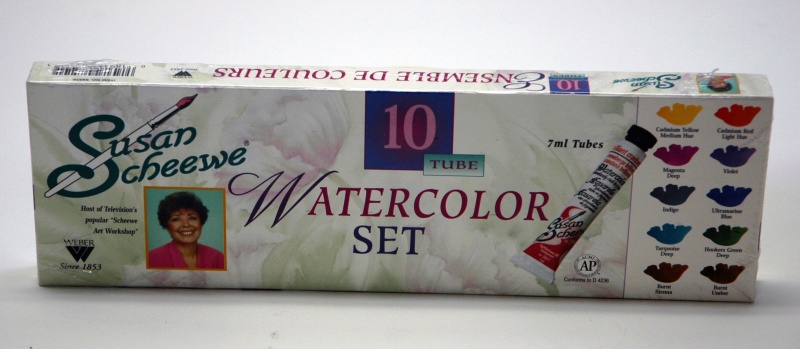 ENSEMBLE DE COULEURS
10
Susan
Scheewe®
Host of Television's
popular "Scheewe
Art Workshop"
WEBER
W
Since 1853
10
TUBE
WATERCOLOR
SET
7ml Tubes
Susan
Scheewe
AP
Conforms to D 4236
Cadmium Yellow
Medium Hue
Cadmium Red
Light Hue
Magenta
Deep
Violet
Indigo
Ultramarine
Blue
Turquoise
Deep
Hookers Green
Deep
Burnt
Sienna
Burnt
Umber